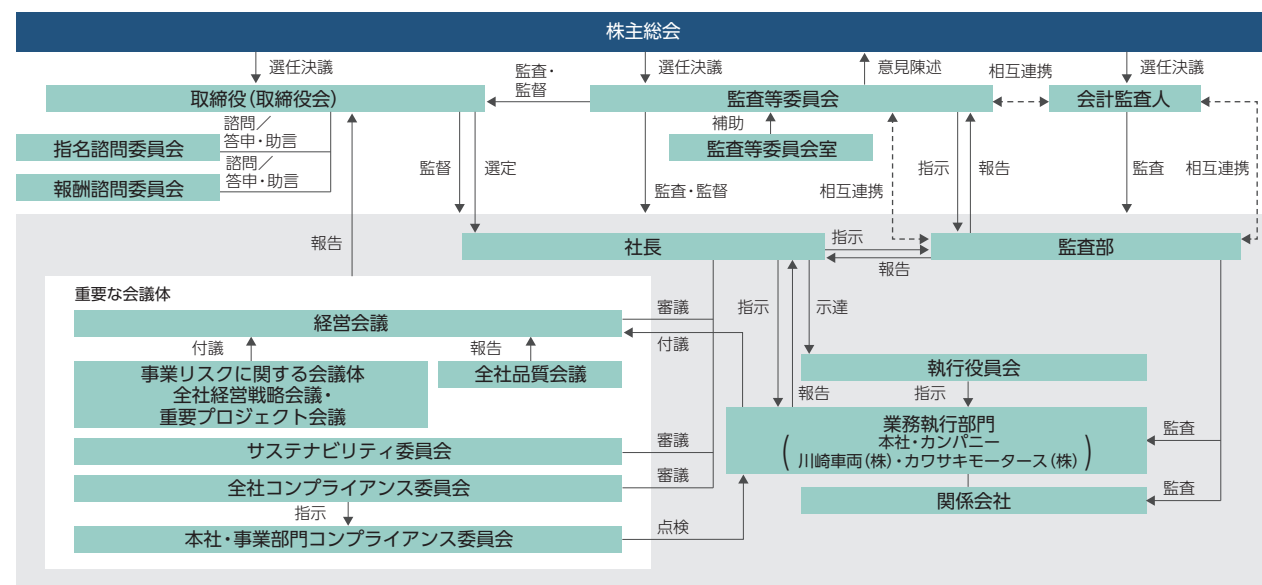 株主総会
選任決議
監査・
監督
選任決議
意見陳述
相互連携
選任決議
取締役(取締役会)
監査等委員会
会計監査人
諮問／
答申・助言
補助
指名諮問委員会
監査等委員会室
諮問／
答申・助言
監督
選定
指示
報告
監査
相互連携
報酬諮問委員会
監査・監督
相互連携
報告
社長
指示
監査部
報告
重要な会議体
経営会議
審議
指示
示達
付議
報告
付議
事業リスクに関する会議体
全社経営戦略会議・
重要プロジェクト会議
全社品質会議
執行役員会
報告
指示
業務執行部門
本社・カンパニー
川崎車両(株)・カワサキモータース(株)
監査
サステナビリティ委員会
審議
全社コンプライアンス委員会
審議
関係会社
監査
指示
本社・事業部門コンプライアンス委員会
点検